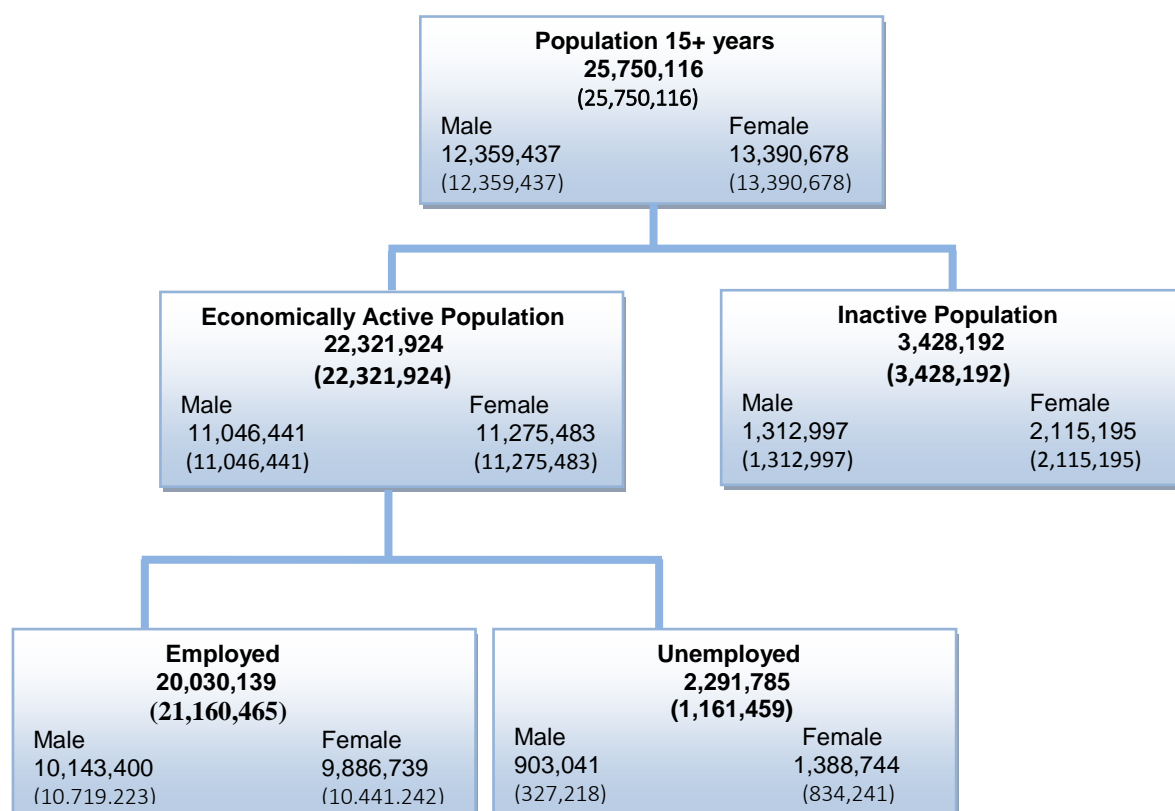 Population 15+ years
25,750,116
(25,750,116)
Male Female
12,359,437 13,390,678
(12,359,437) (13,390,678)
Economically Active Population
22,321,924
(22,321,924)
Male Female
11,046,441 11,275,483
(11,046,441) (11,275,483)
Inactive Population
3,428,192
(3,428,192)
Male Female
1,312,997 2,115,195
(1,312,997) (2,115,195)
Employed
20,030,139
(21,160,465)
Male Female
10,143,400 9,886,739
(10.719.223) (10.441.242)
Unemployed
2,291,785
(1,161,459)
Male Female
903,041 1,388,744
(327,218) (834,241)